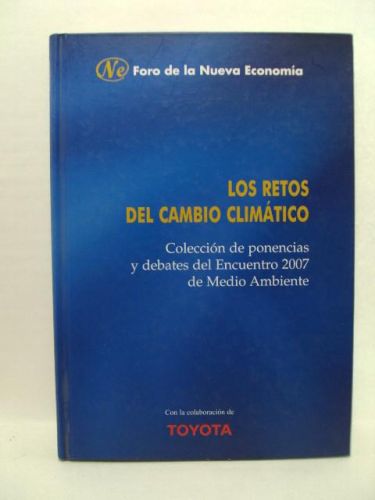 Ne Foro de la Nueva Economía
LOS RETOS
DEL CAMBIO CLIMÁTICO
Colección de ponencias
y debates del Encuentro 2007
de Medio Ambiente
Con la colaboración de
TOYOTA